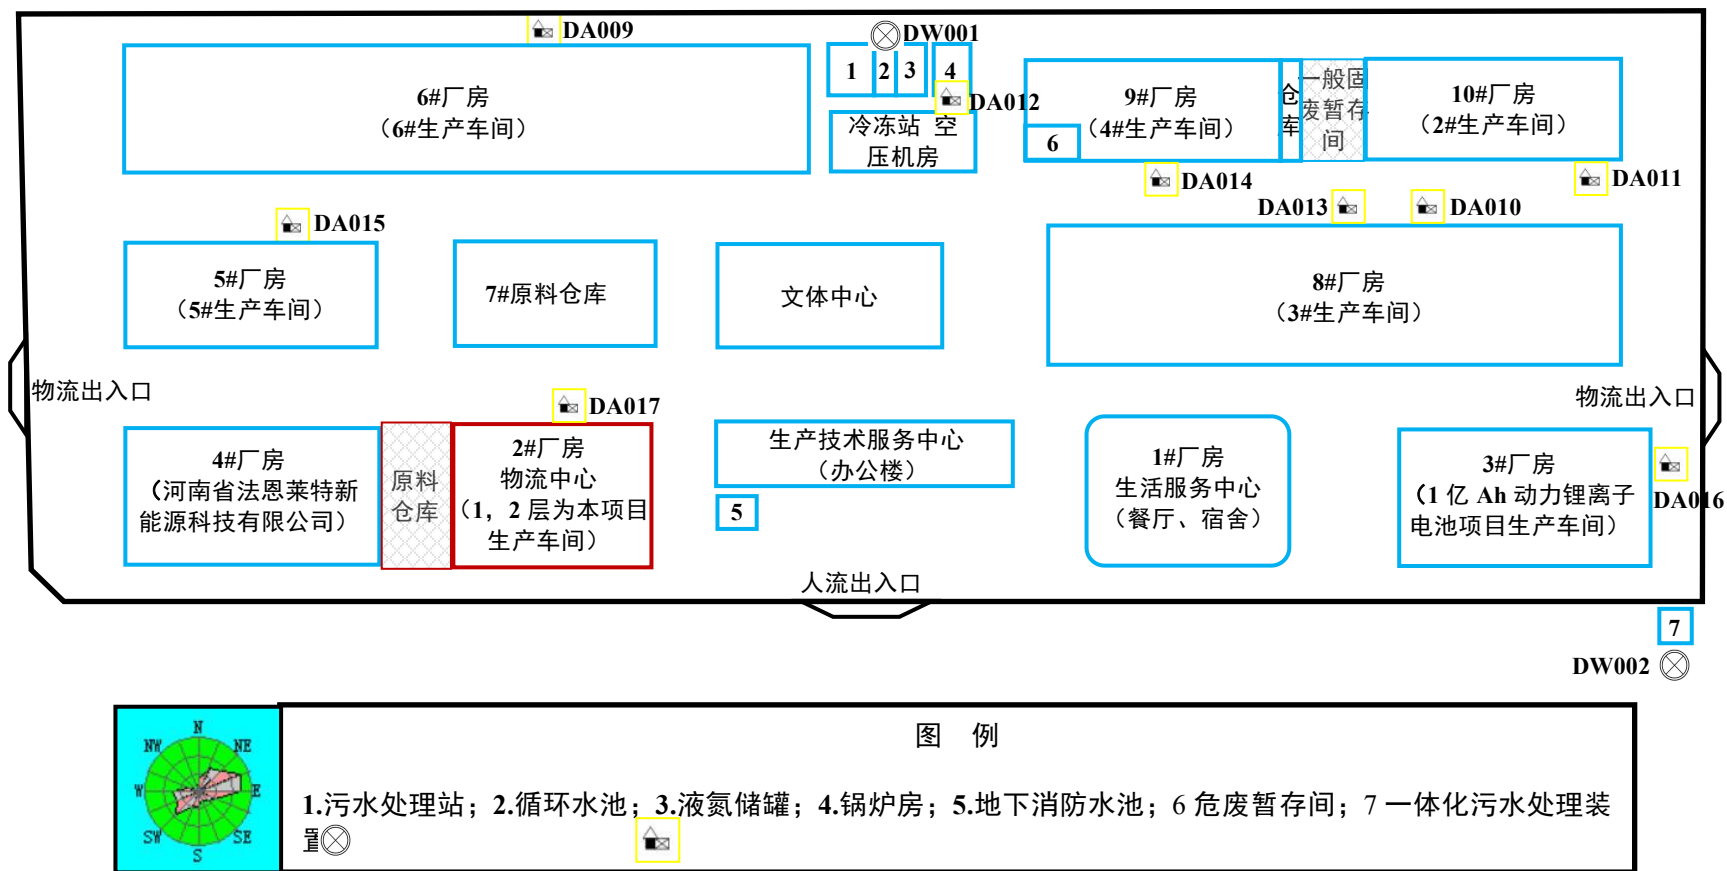 DA009
DW001
1
2
3
4
DA012
6#厂房
（6#生产车间）
冷冻站 空
压机房
9#厂房
（4#生产车间）
6
仓
库
一般固
废暂存
间
10#厂房
（2#生产车间）
DA014
DA011
DA013
DA010
DA015
5#厂房
（5#生产车间）
7#原料仓库
文体中心
8#厂房
（3#生产车间）
物流出入口
物流出入口
DA017
4#厂房
（河南省法恩莱特新
能源科技有限公司）
原料
仓库
2#厂房
物流中心
（1，2 层为本项目
生产车间）
生产技术服务中心
（办公楼）
5
1#厂房
生活服务中心
（餐厅、宿舍）
3#厂房
（1 亿 Ah 动力锂离子
电池项目生产车间）
DA016
人流出入口
7
DW002
N
NW
NE
W
E
SW
SE
S
图 例
1.污水处理站；2.循环水池；3.液氮储罐；4.锅炉房；5.地下消防水池；6 危废暂存间；7 一体化污水处理装
置